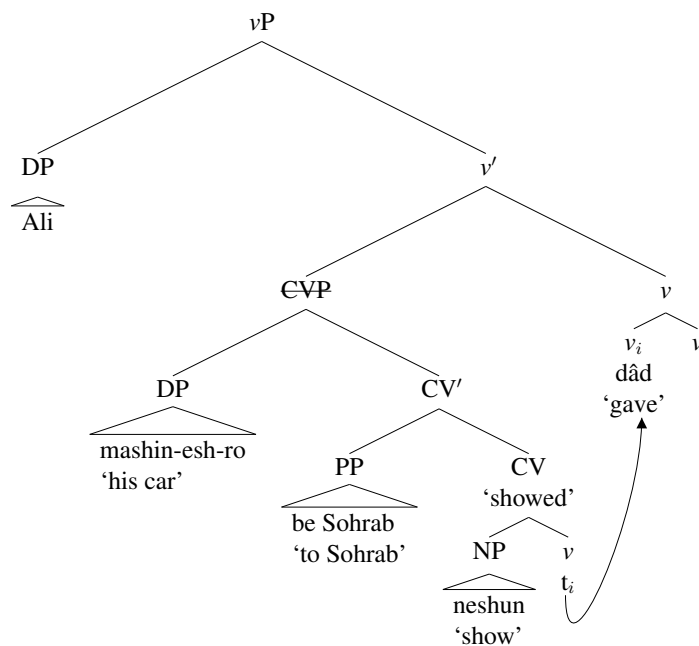 vP
DP
v′
Ali
CVP
v
v_i
v
DP
CV′
dâd
‘gave’
mashin-esh-ro
‘his car’
PP
CV
‘showed’
be Sohrab
‘to Sohrab’
NP
v
t_i
neshun
‘show’